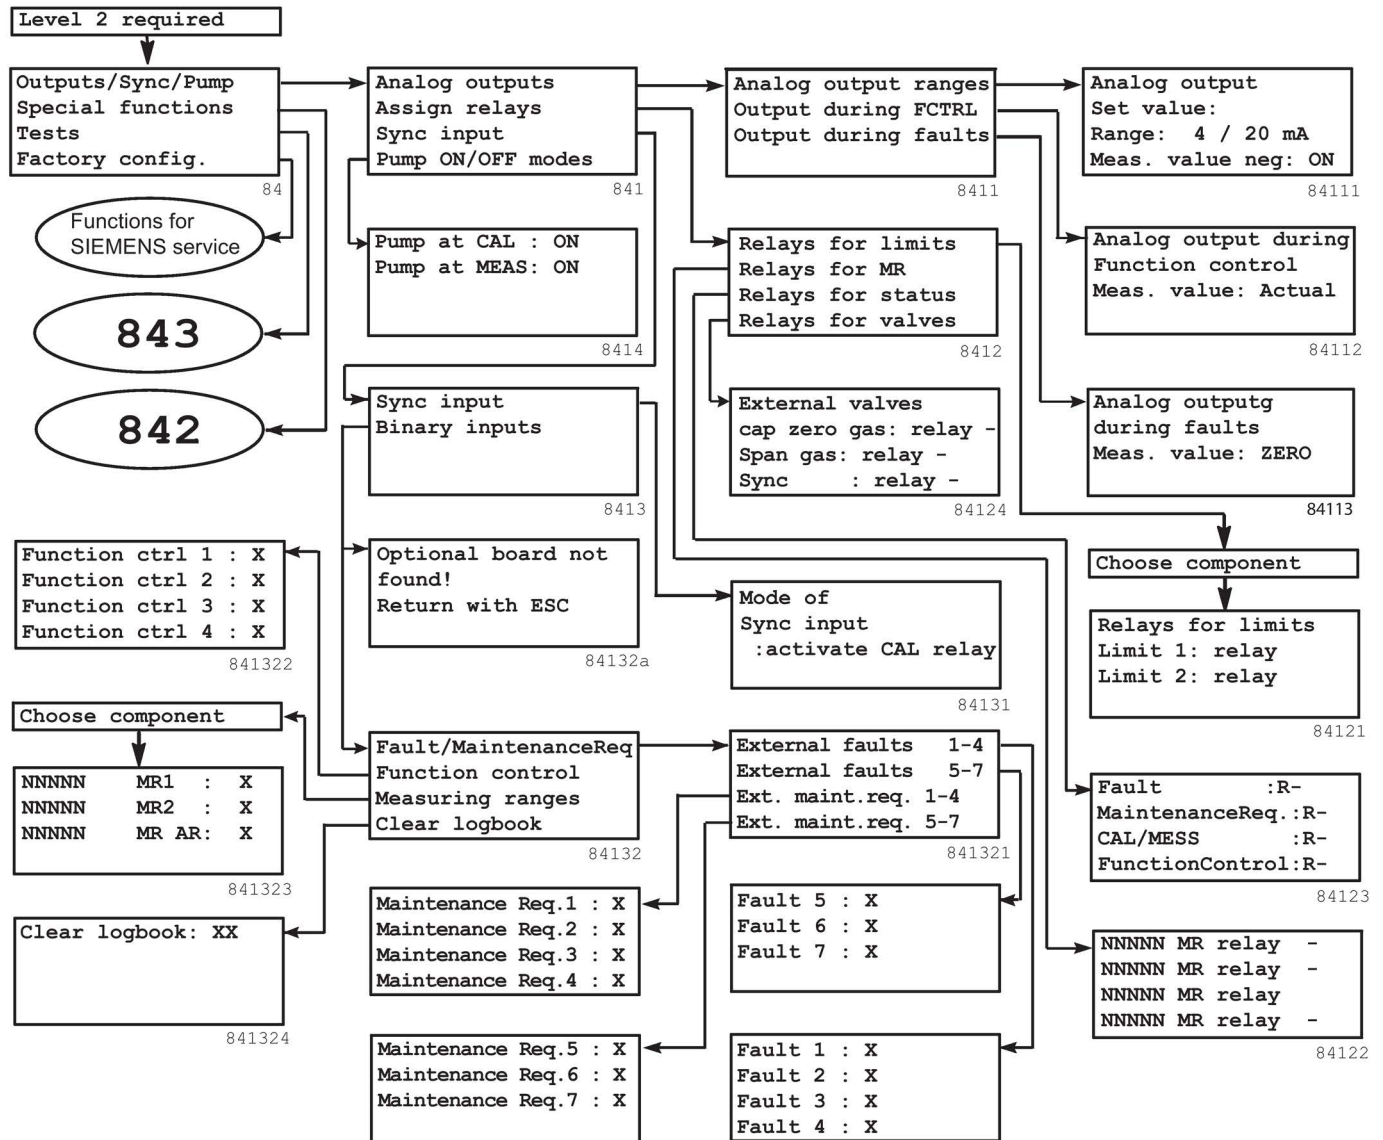 Level 2 required
Outputs/Sync/Pump
Special functions
Tests
Factory config.
84
Analog outputs
Assign relays
Sync input
Pump ON/OFF modes
841
Analog output ranges
Output during FCTRL
Output during faults
8411
Analog output
Set value:
Range: 4 / 20 mA
Meas. value neg: ON
84111
Functions for
SIEMENS service
843
842
Pump at CAL : ON
Pump at MEAS: ON
8414
Relays for limits
Relays for MR
Relays for status
Relays for valves
8412
Analog output during
Function control
Meas. value: Actual
84112
Sync input
Binary inputs
8413
External valves
cap zero gas: relay -
Span gas: relay -
Sync : relay -
84124
Analog outputg
during faults
Meas. value: ZERO
84113
Function ctrl 1 : X
Function ctrl 2 : X
Function ctrl 3 : X
Function ctrl 4 : X
841322
Optional board not
found!
Return with ESC
84132a
Mode of
Sync input
:activate CAL relay
84131
Choose component
Relays for limits
Limit 1: relay
Limit 2: relay
84121
Choose component
NNNNN MR1 : X
NNNNN MR2 : X
NNNNN MR AR: X
841323
Fault/MaintenanceReq
Function control
Measuring ranges
Clear logbook
84132
External faults 1-4
External faults 5-7
Ext. maint.req. 1-4
Ext. maint.req. 5-7
841321
Fault :R-
MaintenanceReq.:R-
CAL/MESS :R-
FunctionControl:R-
84123
Clear logbook: XX
841324
Maintenance Req.1 : X
Maintenance Req.2 : X
Maintenance Req.3 : X
Maintenance Req.4 : X
Fault 5 : X
Fault 6 : X
Fault 7 : X
NNNNN MR relay -
NNNNN MR relay -
NNNNN MR relay
NNNNN MR relay -
84122
Maintenance Req.5 : X
Maintenance Req.6 : X
Maintenance Req.7 : X
Fault 1 : X
Fault 2 : X
Fault 3 : X
Fault 4 : X